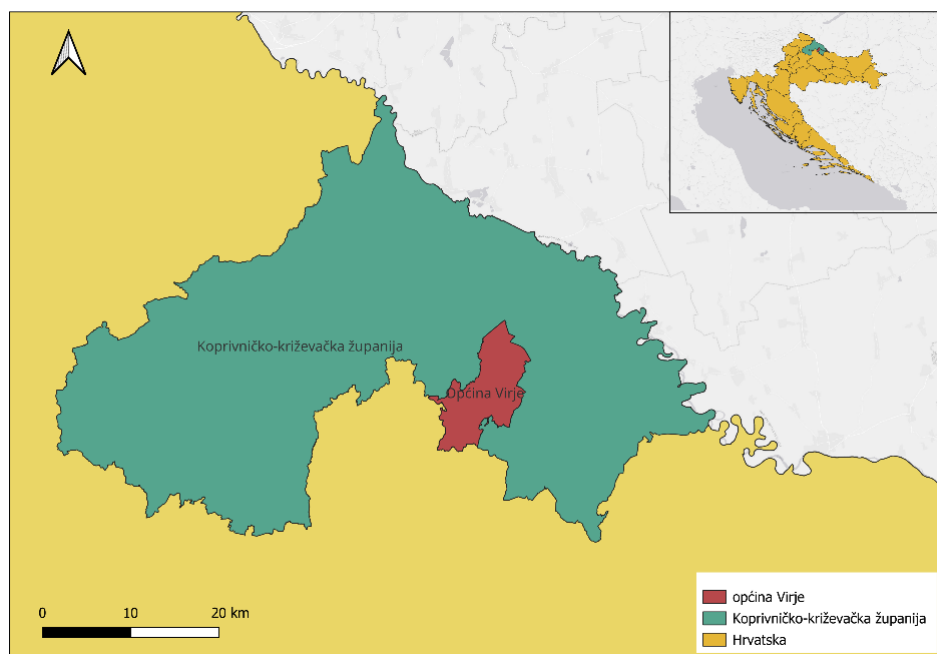 Koprivničko-križevačka županija
Općina Virje
0 10 20 km
općina Virje
Koprivničko-križevačka županija
Hrvatska